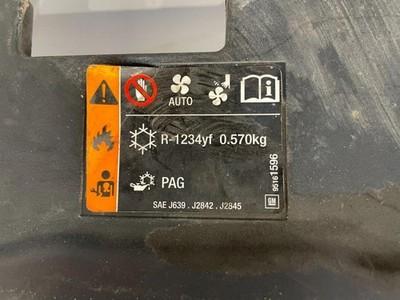 AUTO
R-1234yf 0.570kg
PAG
SAE J639 . J2842 . J2845
95161596
GM